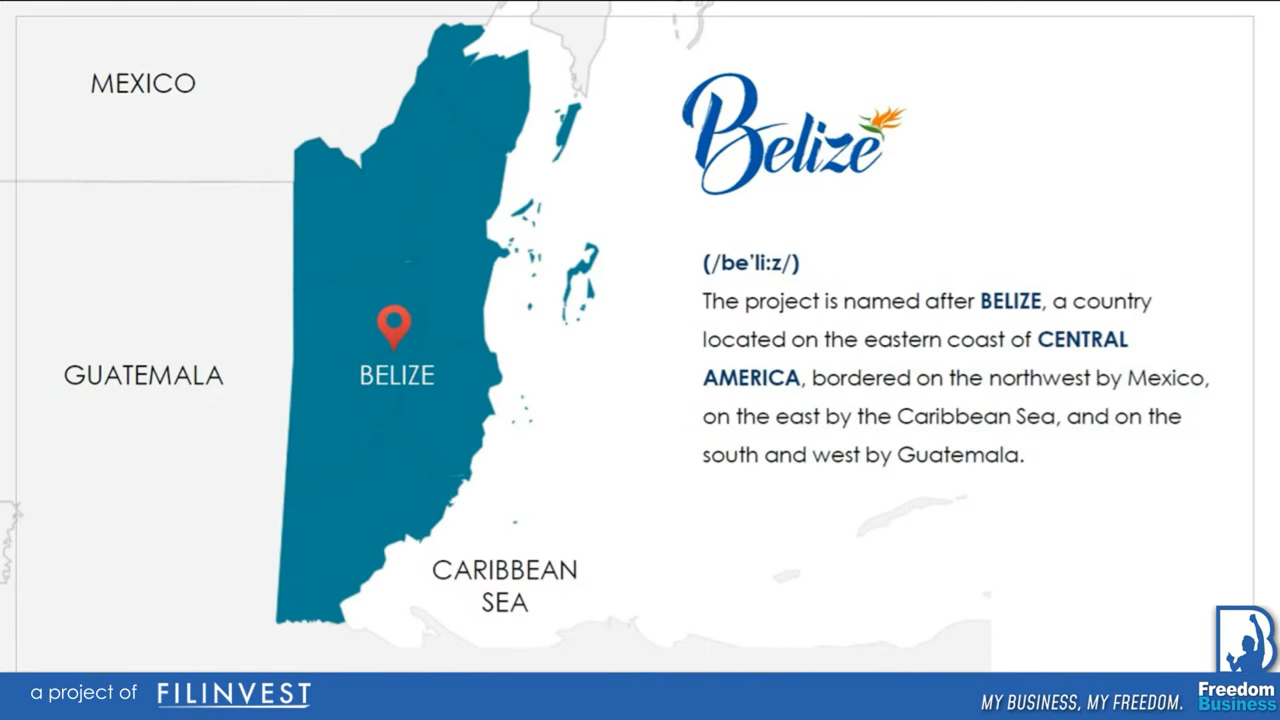 MEXICO
GUATEMALA
BELIZE
CARIBBEAN
SEA
Belize
(/be'li:z/)
The project is named after BELIZE, a country
located on the eastern coast of CENTRAL
AMERICA, bordered on the northwest by Mexico,
on the east by the Caribbean Sea, and on the
south and west by Guatemala.
a project of FILINVEST
MY BUSINESS, MY FREEDOM.
Freedom
Business